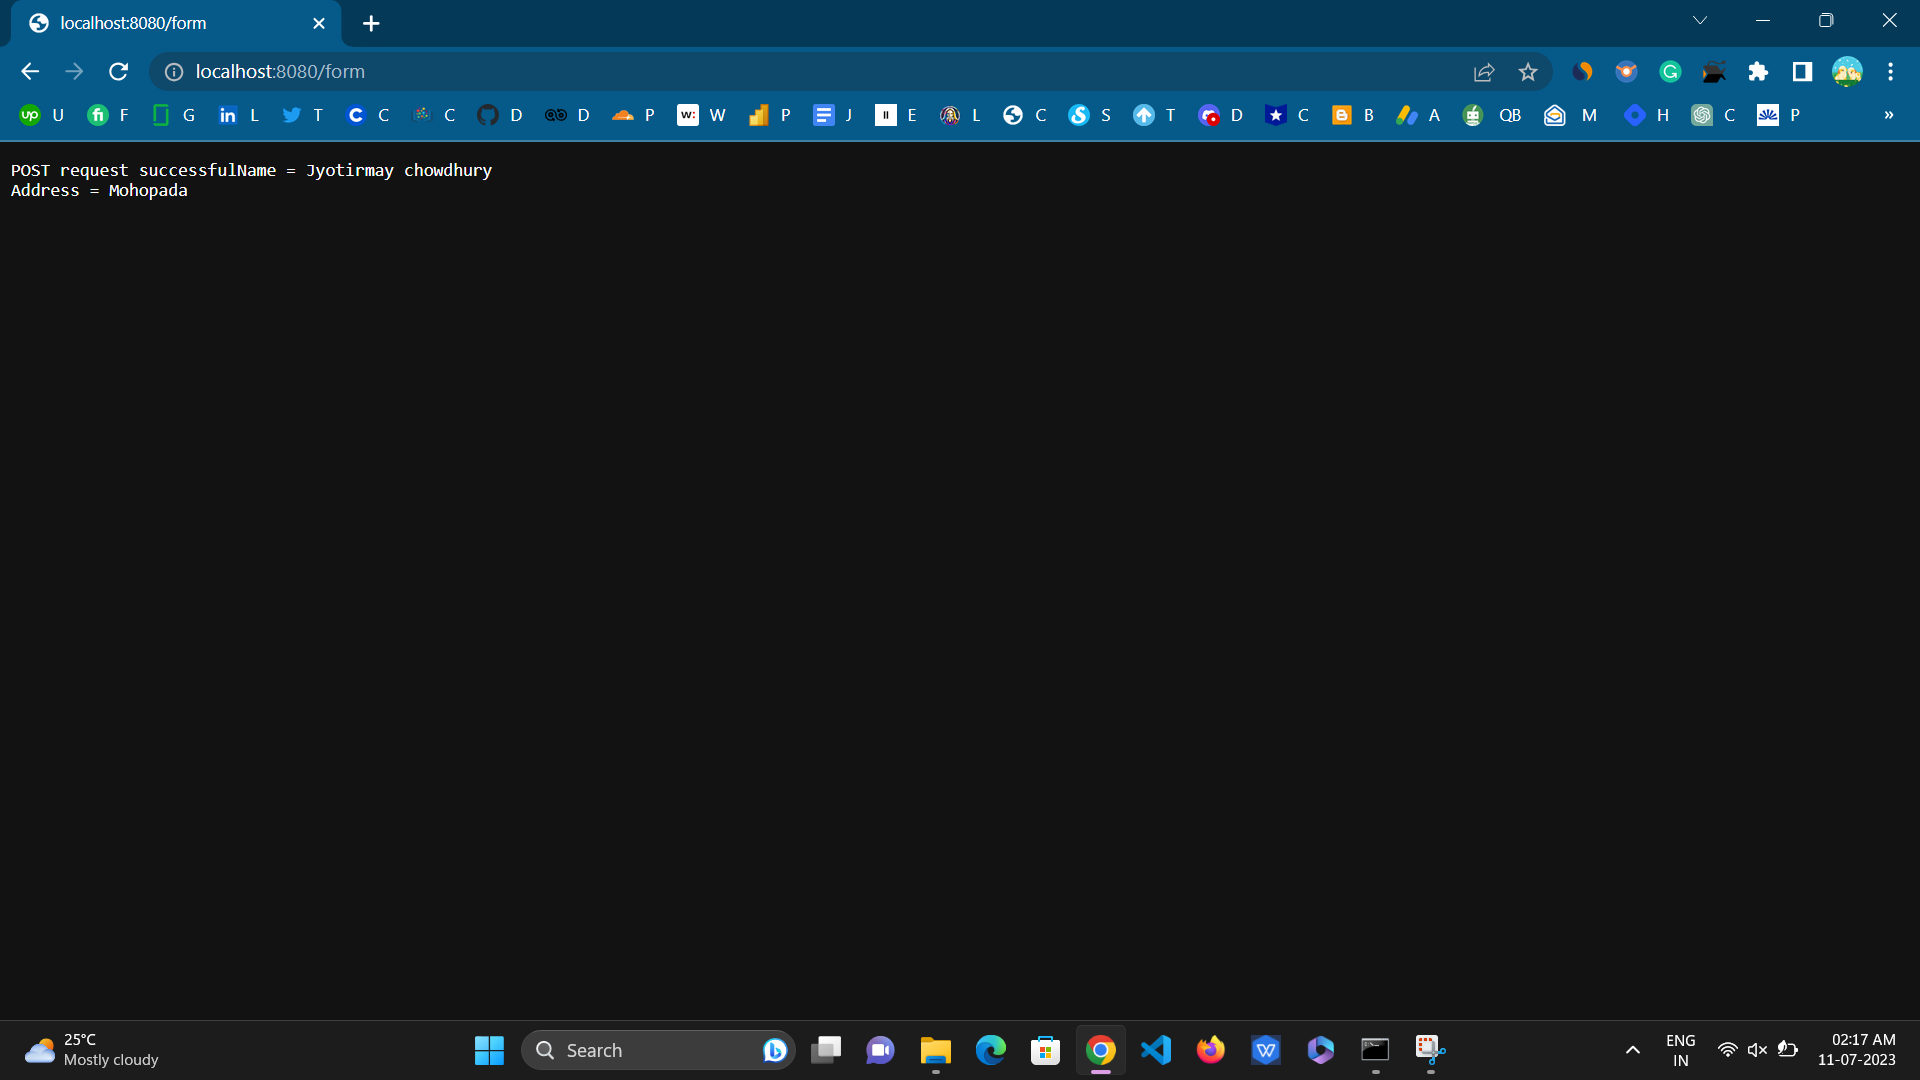 localhost:8080/form
localhost:8080/form
U F G L T C C D D P W P J E L C S T D C B A QB M H C P »
POST request successfulName = Jyotirmay chowdhury
Address = Mohopada
25°C
Mostly cloudy
Search
ENG
IN
02:17 AM
11-07-2023